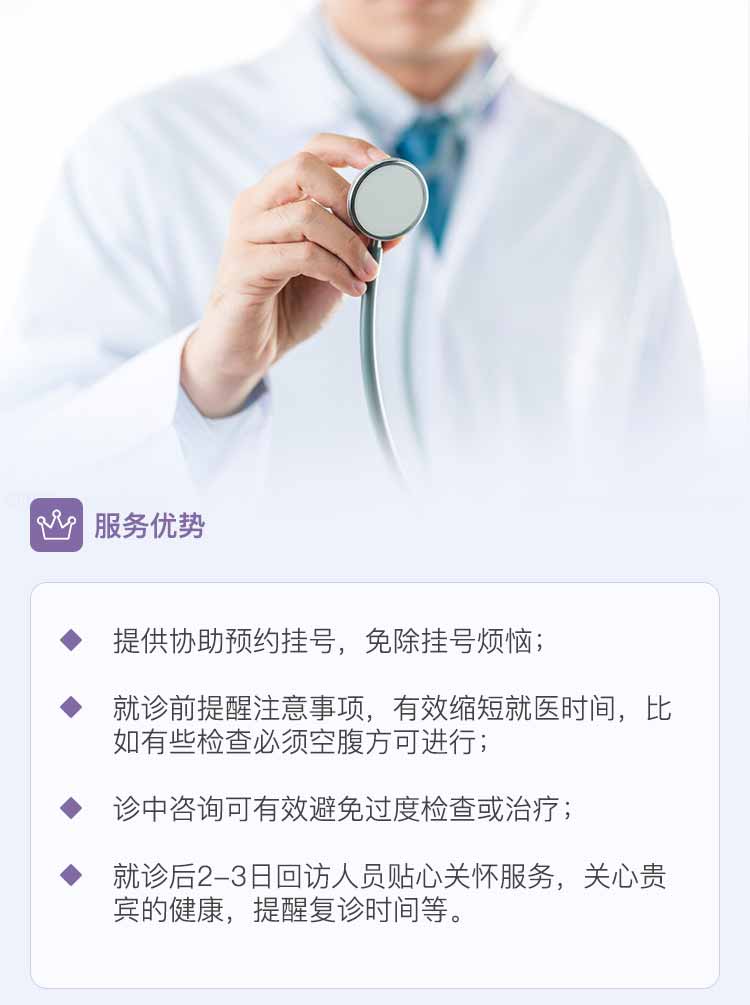 服务优势
提供协助预约挂号，免除挂号烦恼；
就诊前提醒注意事项，有效缩短就医时间，比
如有些检查必须空腹方可进行；
诊中咨询可有效避免过度检查或治疗；
就诊后2-3日回访人员贴心关怀服务，关心贵
宾的健康，提醒复诊时间等。